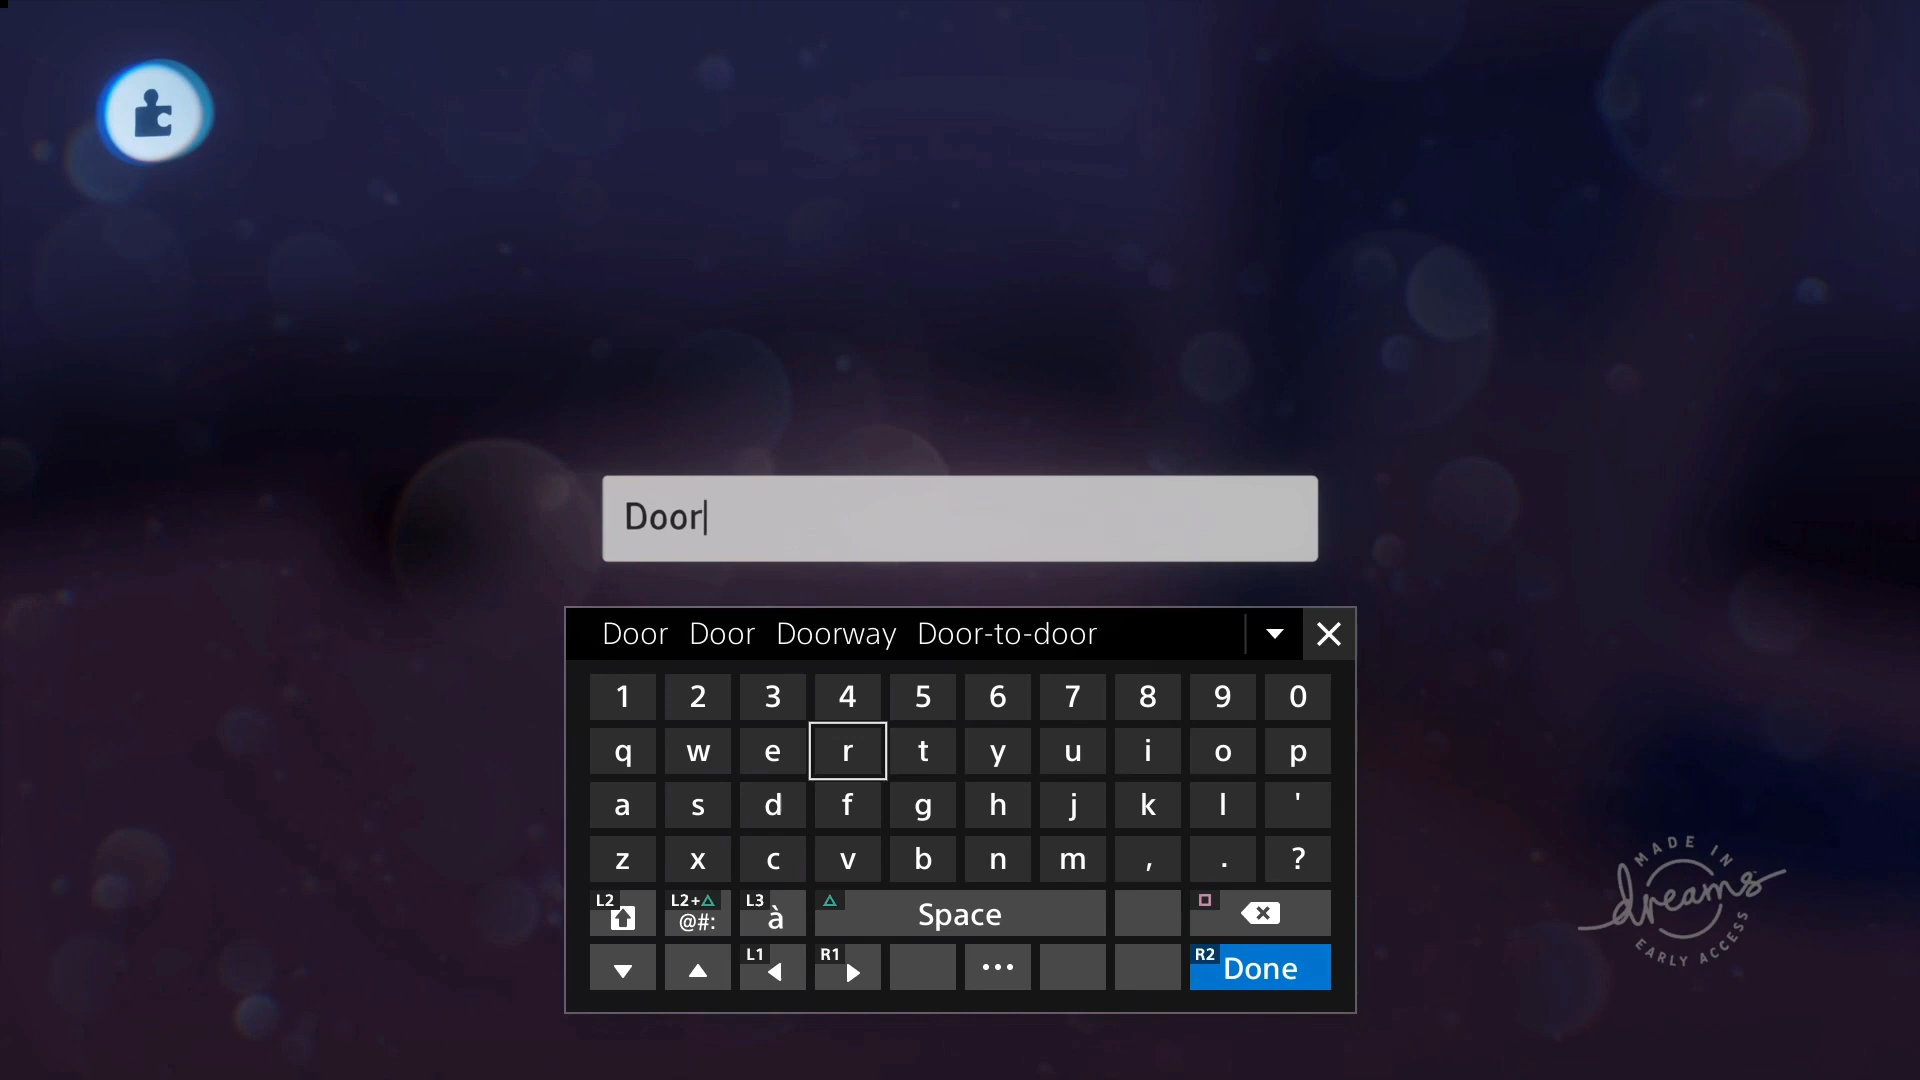 Door
Door Door Doorway Door-to-door
1 2 3 4 5 6 7 8 9 0
q w e r t y u i o p
a s d f g h j k l '
z x c v b n m , . ?
L2 L2+△ @#: L3 à △ Space □
L1 R1 ... R2 Done
MADE IN
dreams
EARLY ACCESS